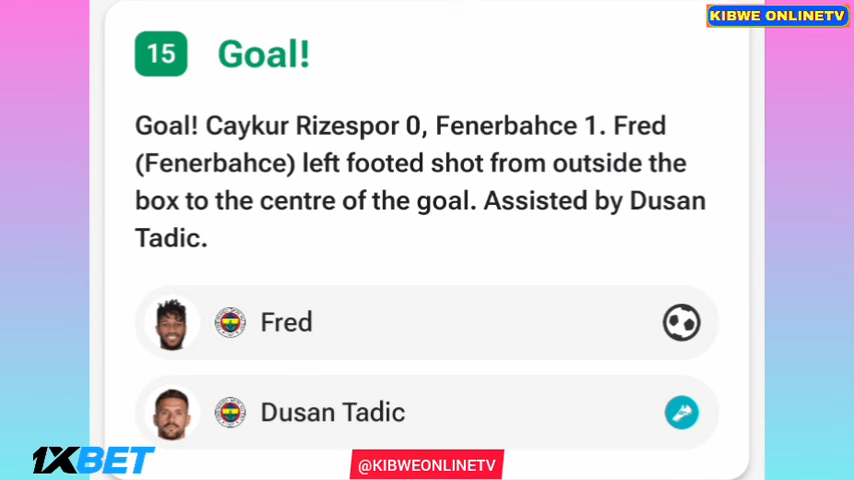 KIBWE ONLINETV
15 Goal!
Goal! Caykur Rizespor 0, Fenerbahce 1. Fred
(Fenerbahce) left footed shot from outside the
box to the centre of the goal. Assisted by Dusan
Tadic.
Fred
Dusan Tadic
1XBET
@KIBWEONLINETV